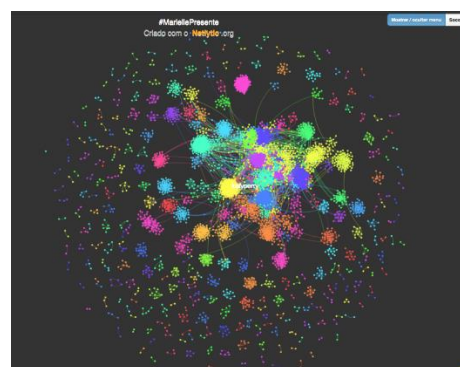 #MariellePresente
Criado com o Netlytic .org
Mostrar / ocultar menu